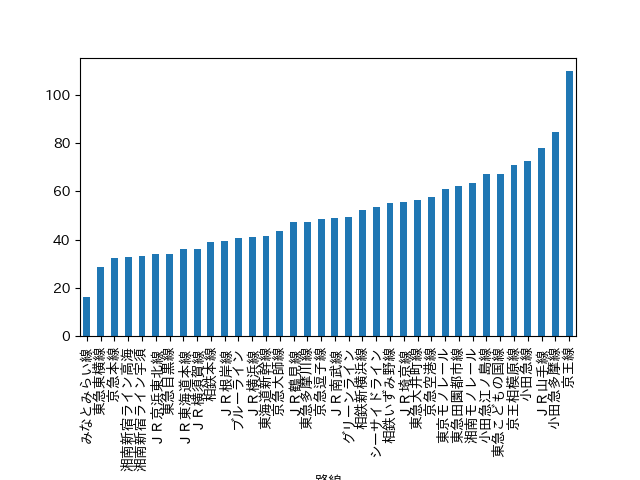 100
80
60
40
20
0
みなとみらい線
東急東横線
京急本線
湘南新宿ライン高海
湘南新宿ライン宇須
ＪＲ京浜東北線
東急目黒線
ＪＲ東海道本線
ＪＲ横須賀線
相鉄本線
ＪＲ根岸線
ブルーライン
ＪＲ横浜線
東海道新幹線
京急大師線
ＪＲ鶴見線
東急多摩川線
京急逗子線
ＪＲ南武線
グリーンライン
相鉄新横浜線
シーサイドライン
相鉄いずみ野線
ＪＲ埼京線
東急大井町線
京急空港線
東京モノレール
東急田園都市線
湘南モノレール
小田急江ノ島線
東急こどもの国線
京王相模原線
小田急線
ＪＲ山手線
小田急多摩線
京王線
路線